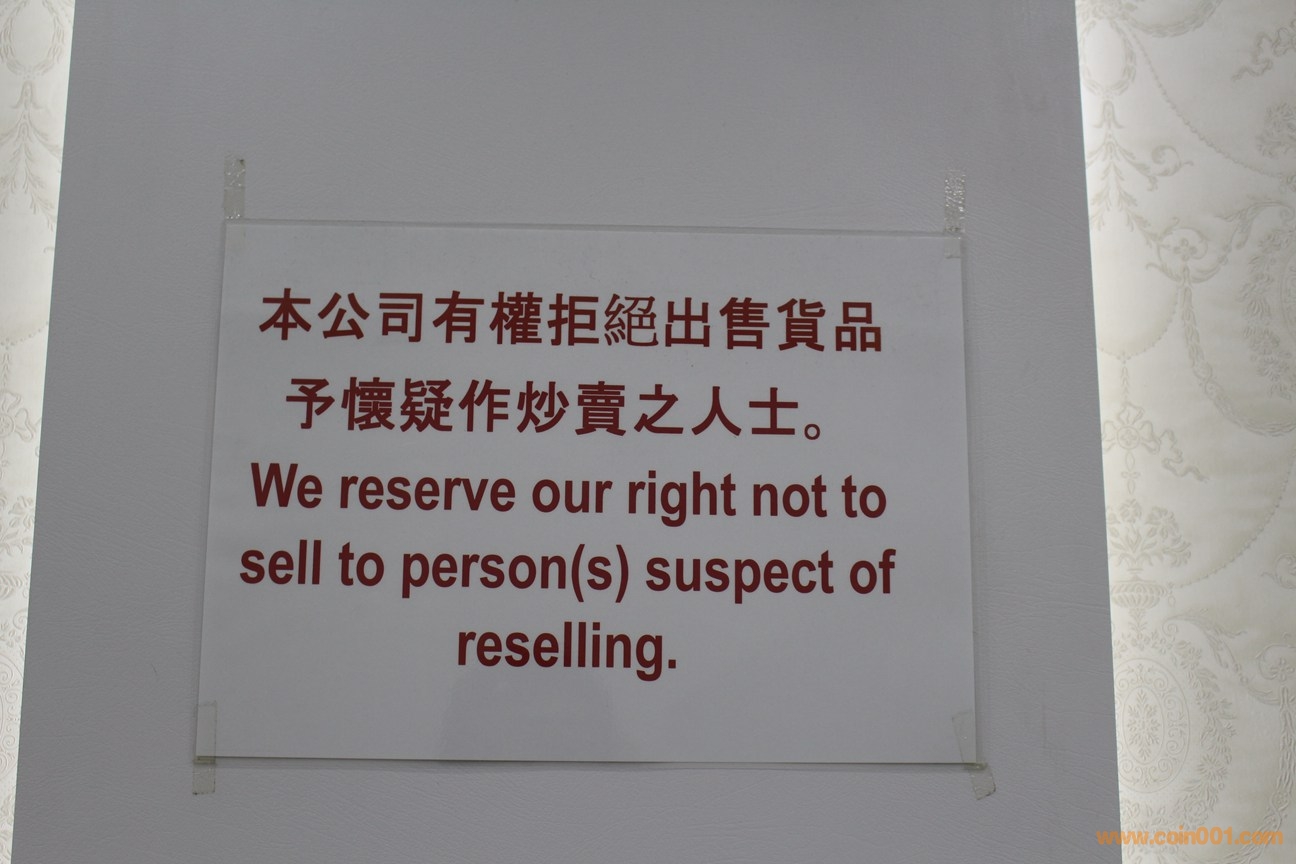 本公司有權拒絕出售貨品
予懷疑作炒賣之人士。
We reserve our right not to
sell to person(s) suspect of
reselling.
www.coin001.com